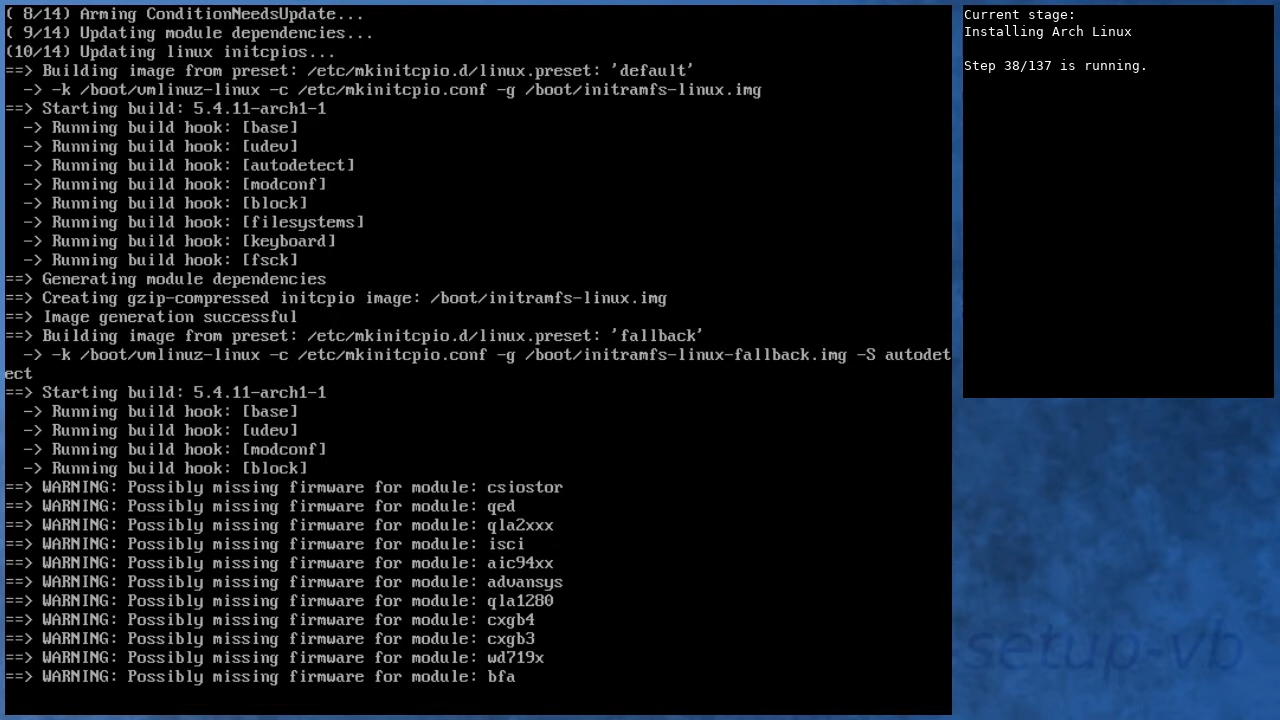 ( 8/14) Arming ConditionNeedsUpdate...
( 9/14) Updating module dependencies...
(10/14) Updating linux initcpios...
==> Building image from preset: /etc/mkinitcpio.d/linux.preset: 'default'
  -> -k /boot/vmlinuz-linux -c /etc/mkinitcpio.conf -g /boot/initramfs-linux.img
==> Starting build: 5.4.11-arch1-1
  -> Running build hook: [base]
  -> Running build hook: [udev]
  -> Running build hook: [autodetect]
  -> Running build hook: [modconf]
  -> Running build hook: [block]
  -> Running build hook: [filesystems]
  -> Running build hook: [keyboard]
  -> Running build hook: [fsck]
==> Generating module dependencies
==> Creating gzip-compressed initcpio image: /boot/initramfs-linux.img
==> Image generation successful
==> Building image from preset: /etc/mkinitcpio.d/linux.preset: 'fallback'
  -> -k /boot/vmlinuz-linux -c /etc/mkinitcpio.conf -g /boot/initramfs-linux-fallback.img -S autodet
ect
==> Starting build: 5.4.11-arch1-1
  -> Running build hook: [base]
  -> Running build hook: [udev]
  -> Running build hook: [modconf]
  -> Running build hook: [block]
==> WARNING: Possibly missing firmware for module: csiostor
==> WARNING: Possibly missing firmware for module: qed
==> WARNING: Possibly missing firmware for module: qla2xxx
==> WARNING: Possibly missing firmware for module: isci
==> WARNING: Possibly missing firmware for module: aic94xx
==> WARNING: Possibly missing firmware for module: advansys
==> WARNING: Possibly missing firmware for module: qla1280
==> WARNING: Possibly missing firmware for module: cxgb4
==> WARNING: Possibly missing firmware for module: cxgb3
==> WARNING: Possibly missing firmware for module: wd719x
==> WARNING: Possibly missing firmware for module: bfa
Current stage:
Installing Arch Linux
Step 38/137 is running.
setup-vb